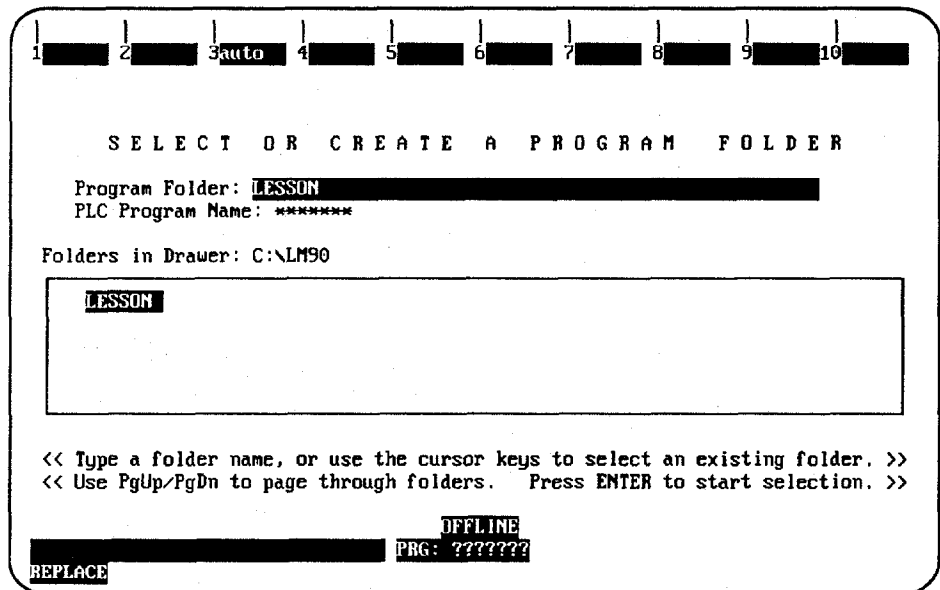 1 2 3auto 4 5 6 7 8 9 10
SELECT OR CREATE A PROGRAM FOLDER
Program Folder: LESSON
PLC Program Name: *******
Folders in Drawer: C:\LM90
LESSON
<< Type a folder name, or use the cursor keys to select an existing folder. >>
<< Use PgUp/PgDn to page through folders. Press ENTER to start selection. >>
OFFLINE
PRG: ???????
REPLACE